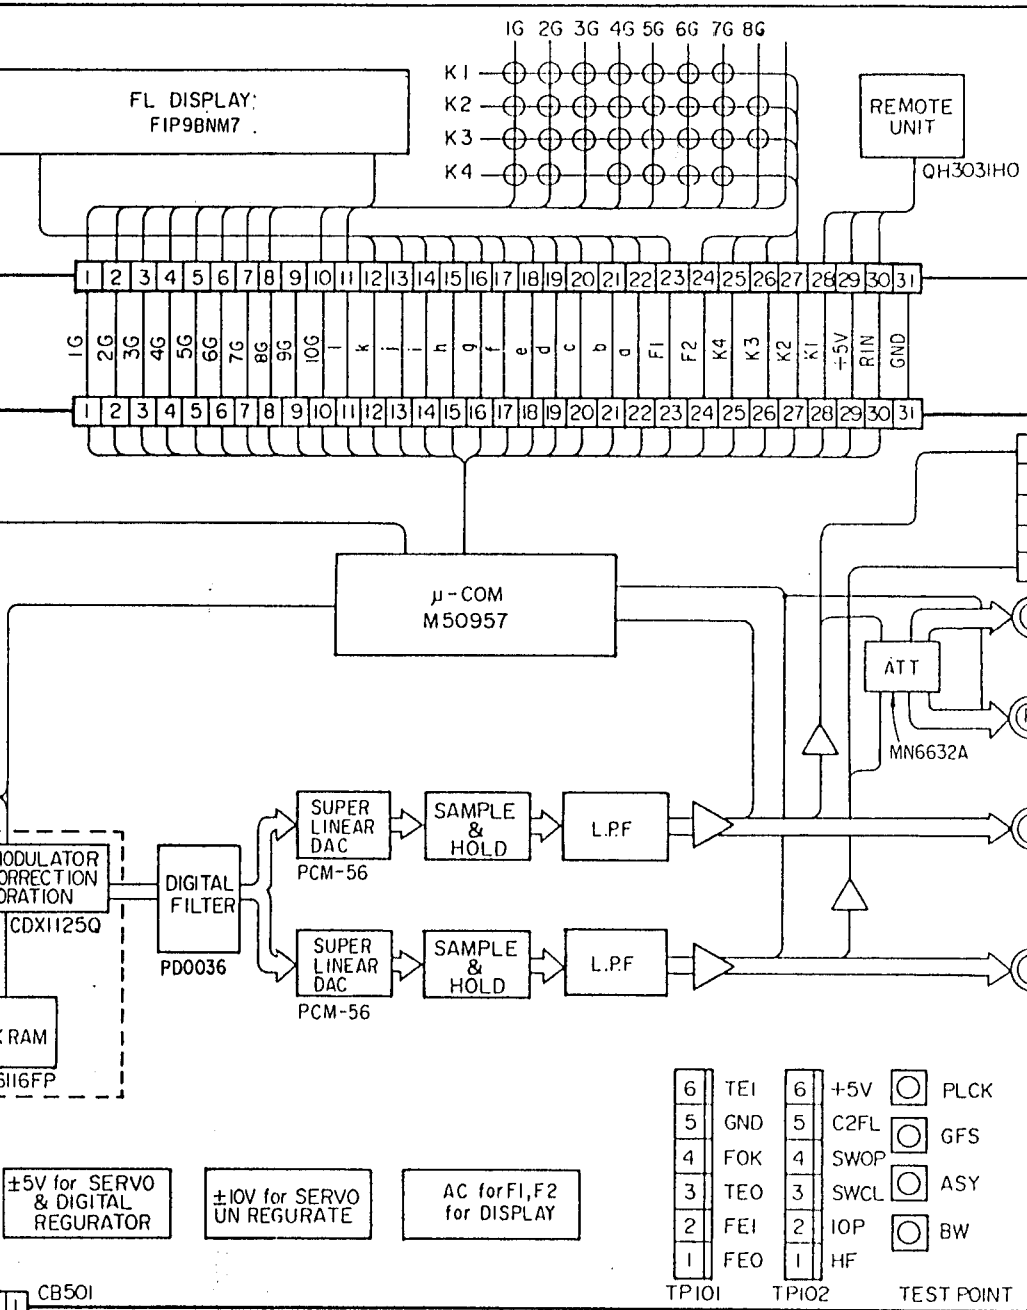 1G 2G 3G 4G 5G 6G 7G 8G
K1
K2
K3
K4
FL DISPLAY
FIP9BNM7
REMOTE
UNIT
QH3031H0
1 2 3 4 5 6 7 8 9 10 11 12 13 14 15 16 17 18 19 20 21 22 23 24 25 26 27 28 29 30 31
1G 2G 3G 4G 5G 6G 7G 8G 9G 10G l k j i h g f e d c b a F1 F2 K4 K3 K2 K1 +5V RIN GND
1 2 3 4 5 6 7 8 9 10 11 12 13 14 15 16 17 18 19 20 21 22 23 24 25 26 27 28 29 30 31
μ-COM
M50957
ATT
MN6632A
SUPER
LINEAR
DAC
PCM-56
SAMPLE
&
HOLD
L.P.F
MODULATOR
ORRECTION
ORATION
CDX1125Q
DIGITAL
FILTER
PD0036
SUPER
LINEAR
DAC
PCM-56
SAMPLE
&
HOLD
L.P.F
K RAM
6116FP
6 TEI
5 GND
4 FOK
3 TEO
2 FEI
1 FEO
TP101
6 +5V
5 C2FL
4 SWOP
3 SWCL
2 IOP
1 HF
TP102
PLCK
GFS
ASY
BW
TEST POINT
±5V for SERVO
& DIGITAL
REGURATOR
±10V for SERVO
UN REGURATE
AC for F1,F2
for DISPLAY
1 CB501